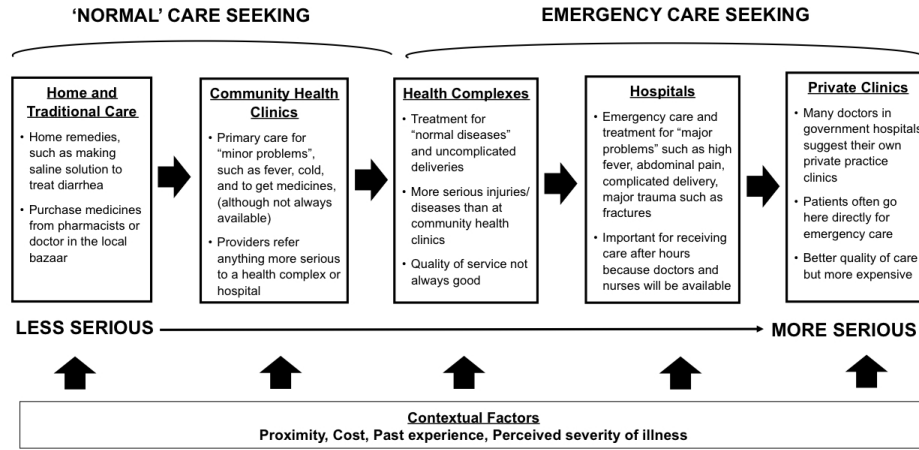 ‘NORMAL’ CARE SEEKING
EMERGENCY CARE SEEKING
Home and
Traditional Care
• Home remedies,
such as making
saline solution to
treat diarrhea
• Purchase medicines
from pharmacists or
doctor in the local
bazaar
Community Health
Clinics
• Primary care for
“minor problems”,
such as fever, cold,
and to get medicines,
(although not always
available)
• Providers refer
anything more serious
to a health complex or
hospital
Health Complexes
• Treatment for
“normal diseases”
and uncomplicated
deliveries
• More serious injuries/
diseases than at
community health
clinics
• Quality of service not
always good
Hospitals
• Emergency care and
treatment for “major
problems” such as high
fever, abdominal pain,
complicated delivery,
major trauma such as
fractures
• Important for receiving
care after hours
because doctors and
nurses will be available
Private Clinics
• Many doctors in
government hospitals
suggest their own
private practice
clinics
• Patients often go
here directly for
emergency care
• Better quality of care
but more expensive
LESS SERIOUS
MORE SERIOUS
Contextual Factors
Proximity, Cost, Past experience, Perceived severity of illness